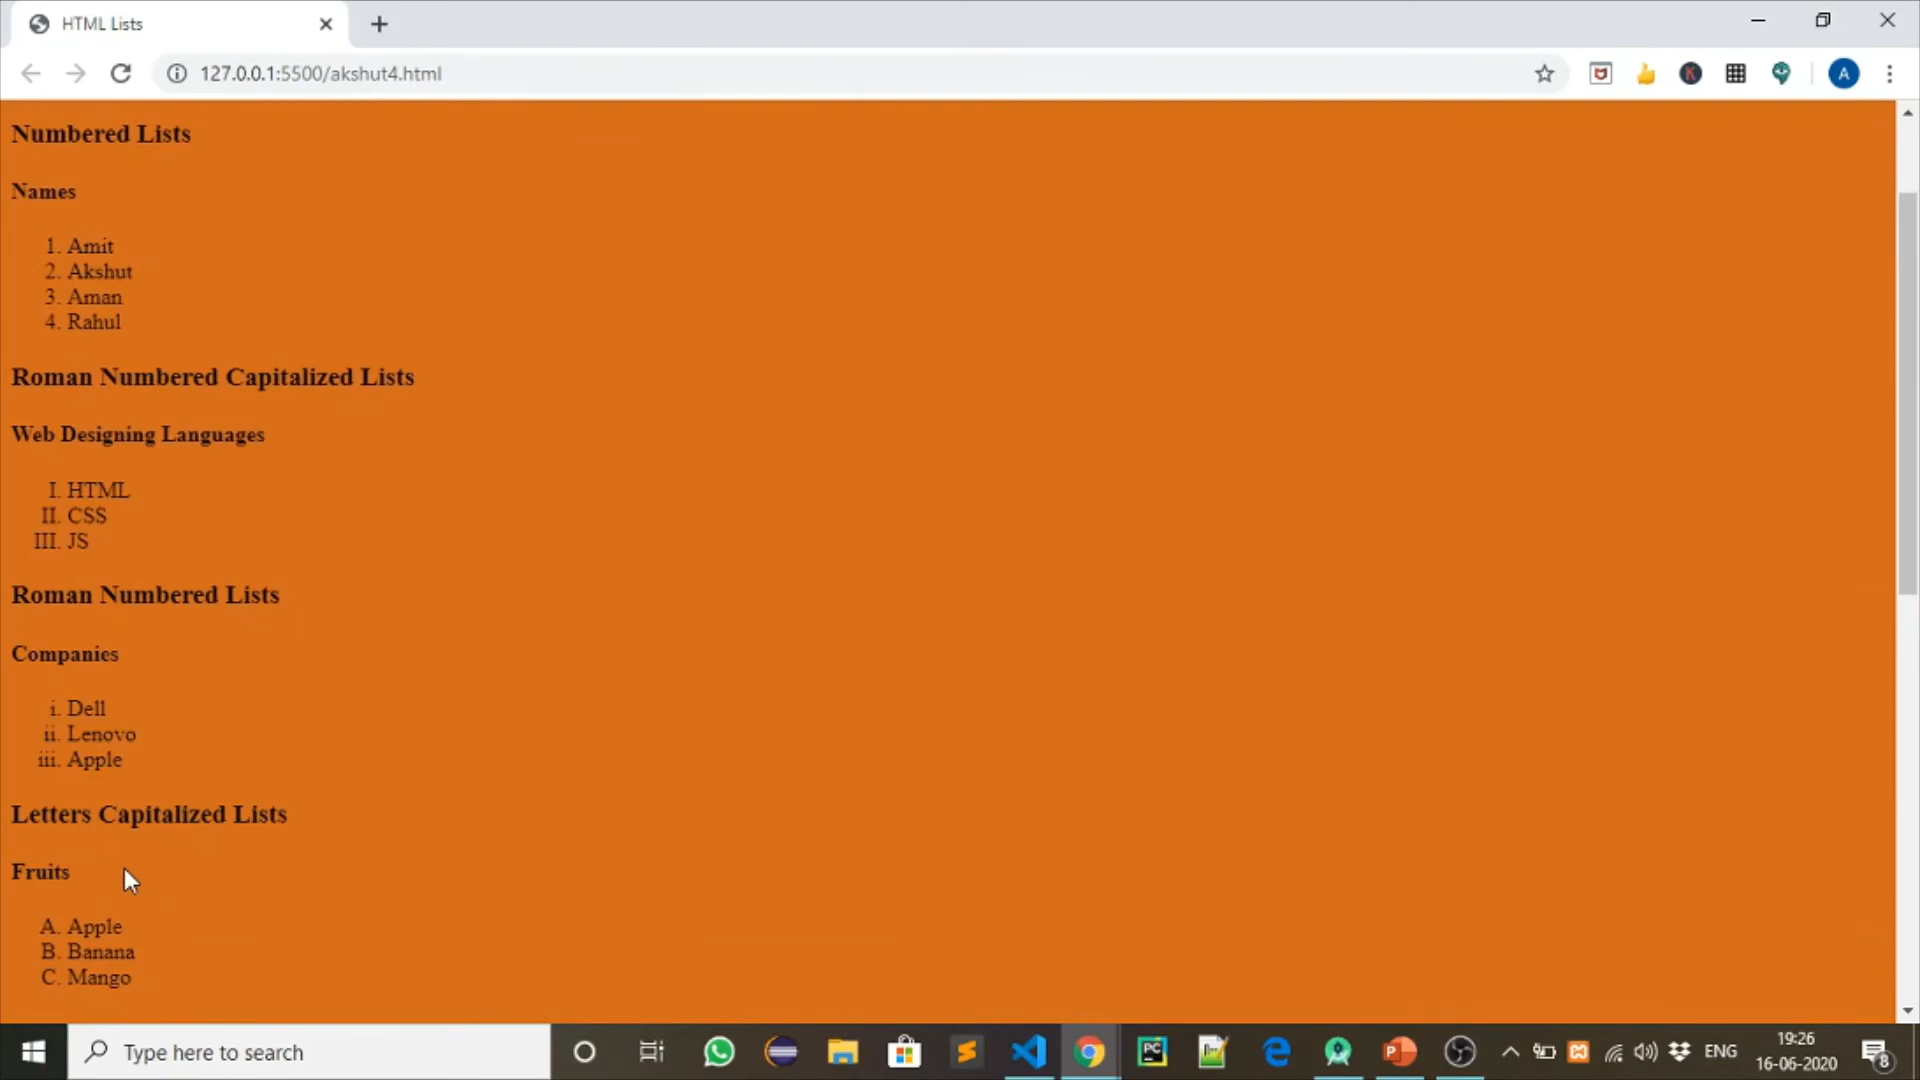 HTML Lists
127.0.0.1:5500/akshut4.html
A
Numbered Lists
Names
1. Amit
2. Akshut
3. Aman
4. Rahul
Roman Numbered Capitalized Lists
Web Designing Languages
I. HTML
II. CSS
III. JS
Roman Numbered Lists
Companies
i. Dell
ii. Lenovo
iii. Apple
Letters Capitalized Lists
Fruits
A. Apple
B. Banana
C. Mango
Type here to search
PC
ENG
19:26
16-06-2020
8